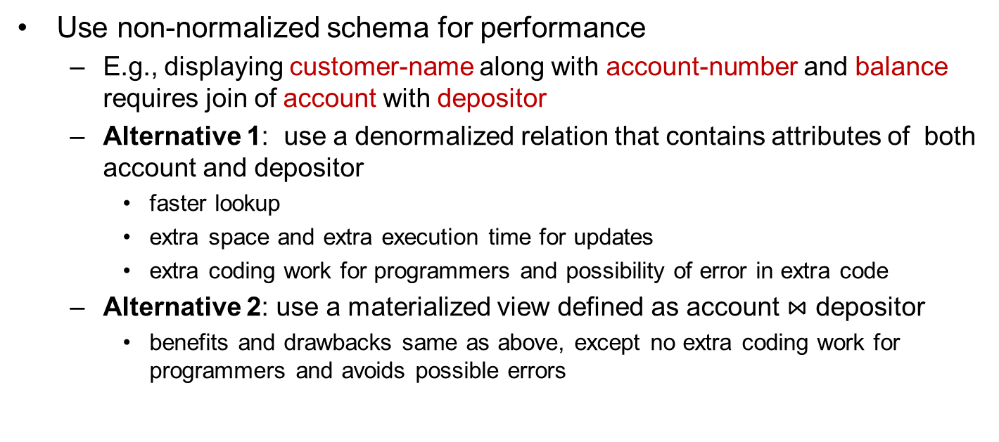 • Use non-normalized schema for performance
– E.g., displaying customer-name along with account-number and balance
requires join of account with depositor
– Alternative 1: use a denormalized relation that contains attributes of both
account and depositor
• faster lookup
• extra space and extra execution time for updates
• extra coding work for programmers and possibility of error in extra code
– Alternative 2: use a materialized view defined as account ⋈ depositor
• benefits and drawbacks same as above, except no extra coding work for
programmers and avoids possible errors